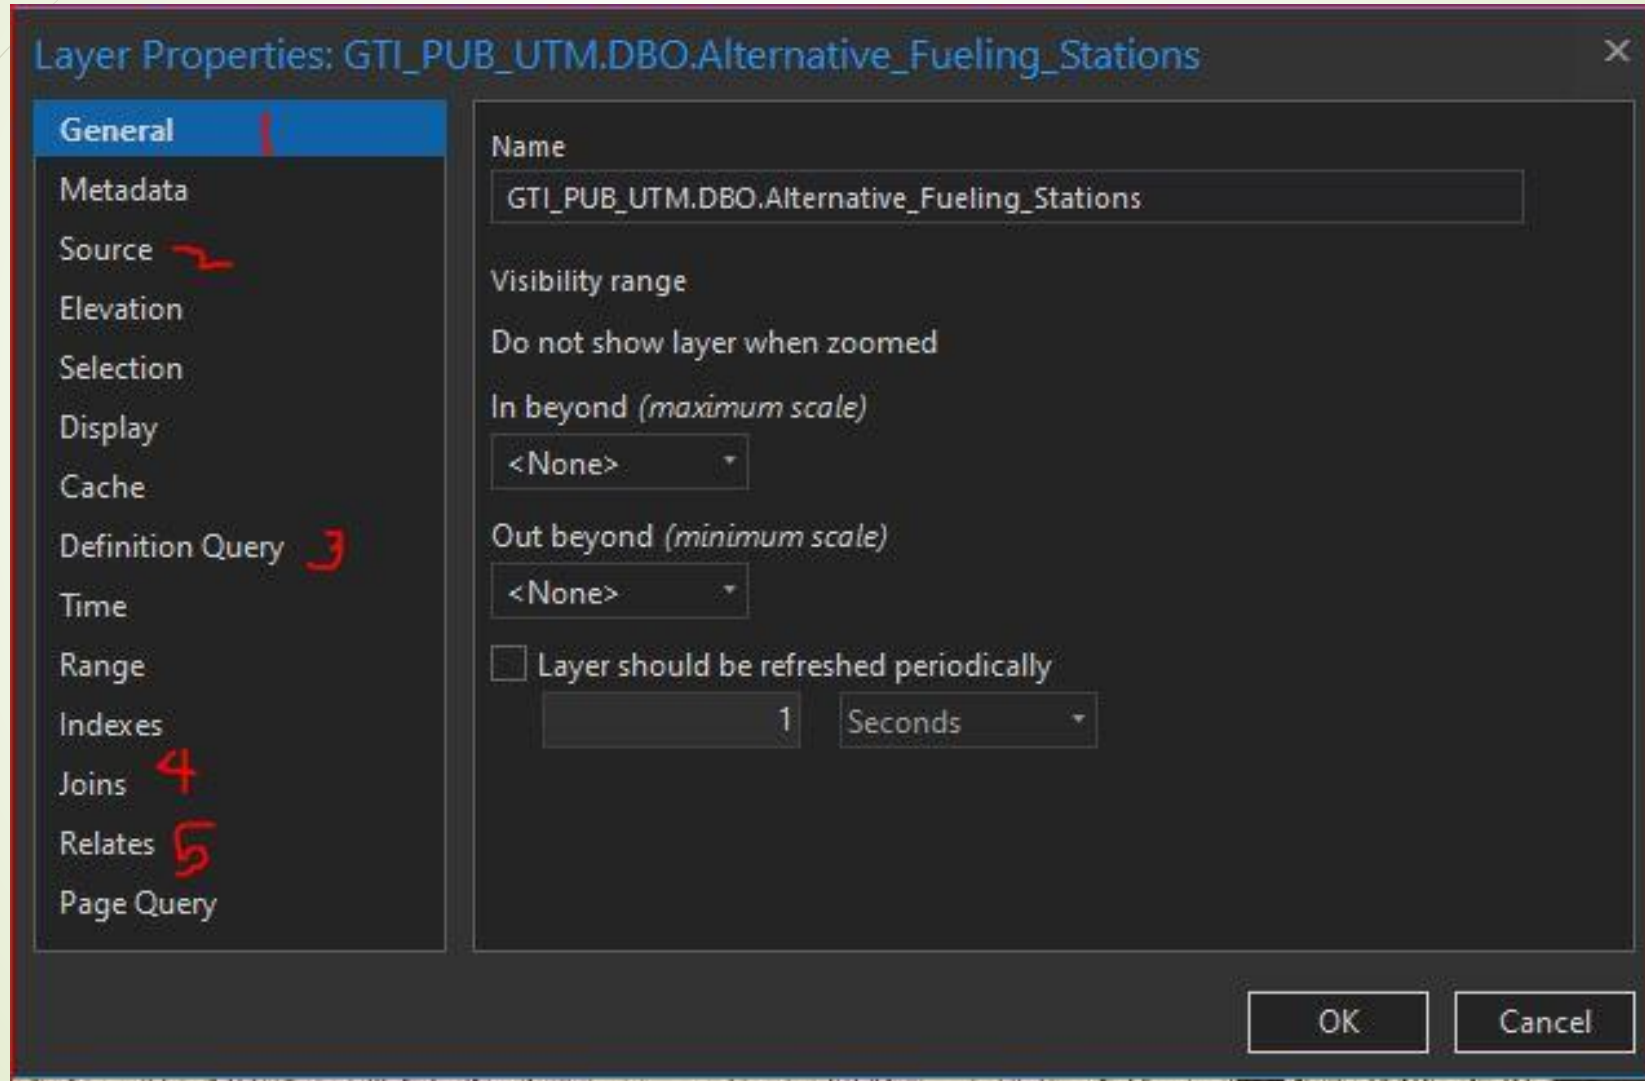 Layer Properties: GTI_PUB_UTM.DBO.Alternative_Fueling_Stations
General 1
Metadata
Source 2
Elevation
Selection
Display
Cache
Definition Query 3
Time
Range
Indexes
Joins 4
Relates 5
Page Query
Name
GTI_PUB_UTM.DBO.Alternative_Fueling_Stations
Visibility range
Do not show layer when zoomed
In beyond (maximum scale)
<None>
Out beyond (minimum scale)
<None>
Layer should be refreshed periodically
1 Seconds
OK Cancel